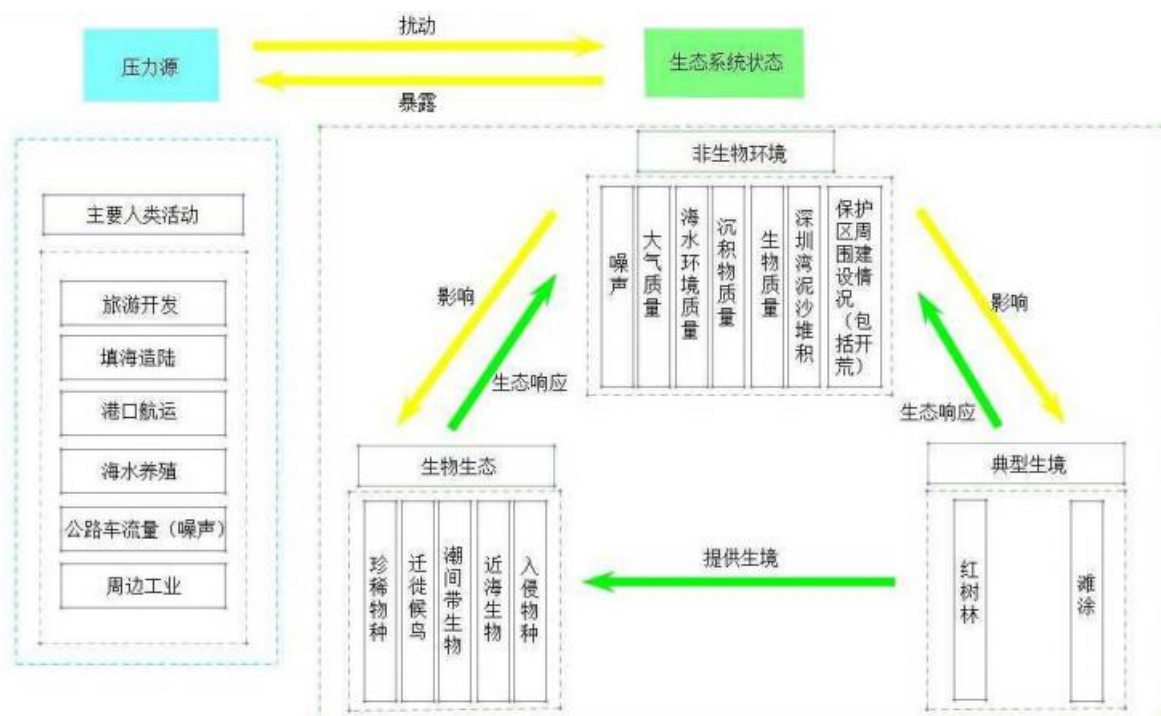 扰动
压力源
生态系统状态
暴露
主要人类活动
旅游开发
填海造陆
港口航运
海水养殖
公路车流量（噪声）
周边工业
非生物环境
噪声
大气质量
海水环境质量
沉积物质量
生物质量
深圳湾泥沙堆积
保护
区周
围建
设情
况
（包
括开
荒）
影响
生态响应
影响
生态响应
生物生态
珍稀物种
迁徙候鸟
潮间带生物
近海生物
入侵物种
提供生境
典型生境
红树林
滩涂